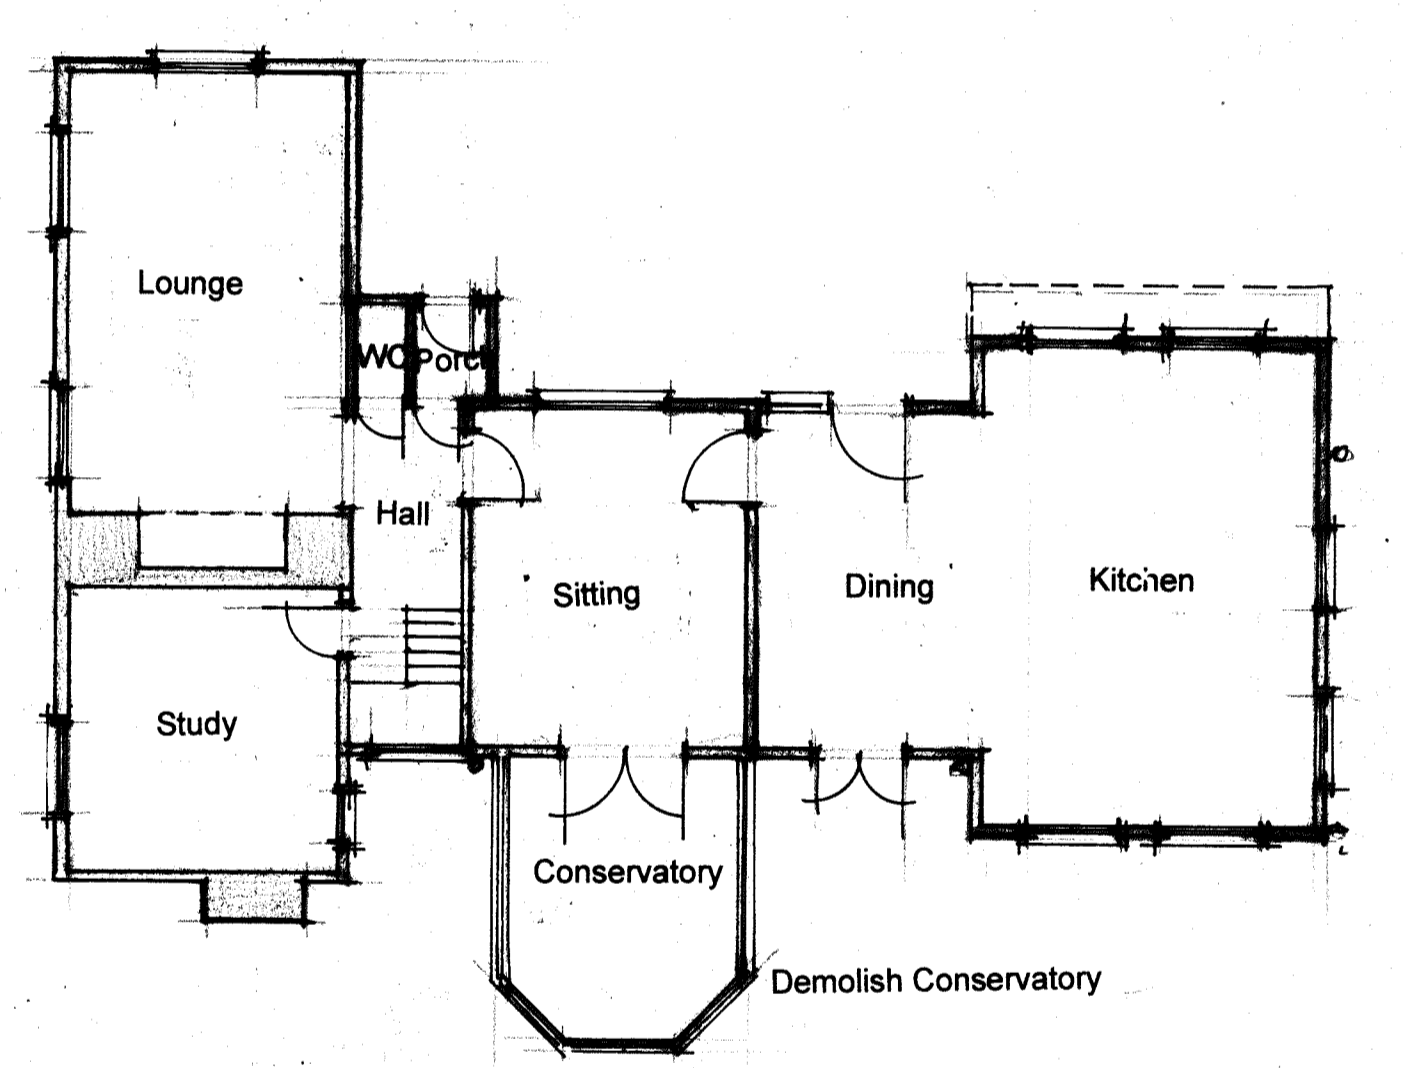 Lounge
WC
Porch
Hall
Sitting
Dining
Kitchen
Study
Conservatory
Demolish Conservatory